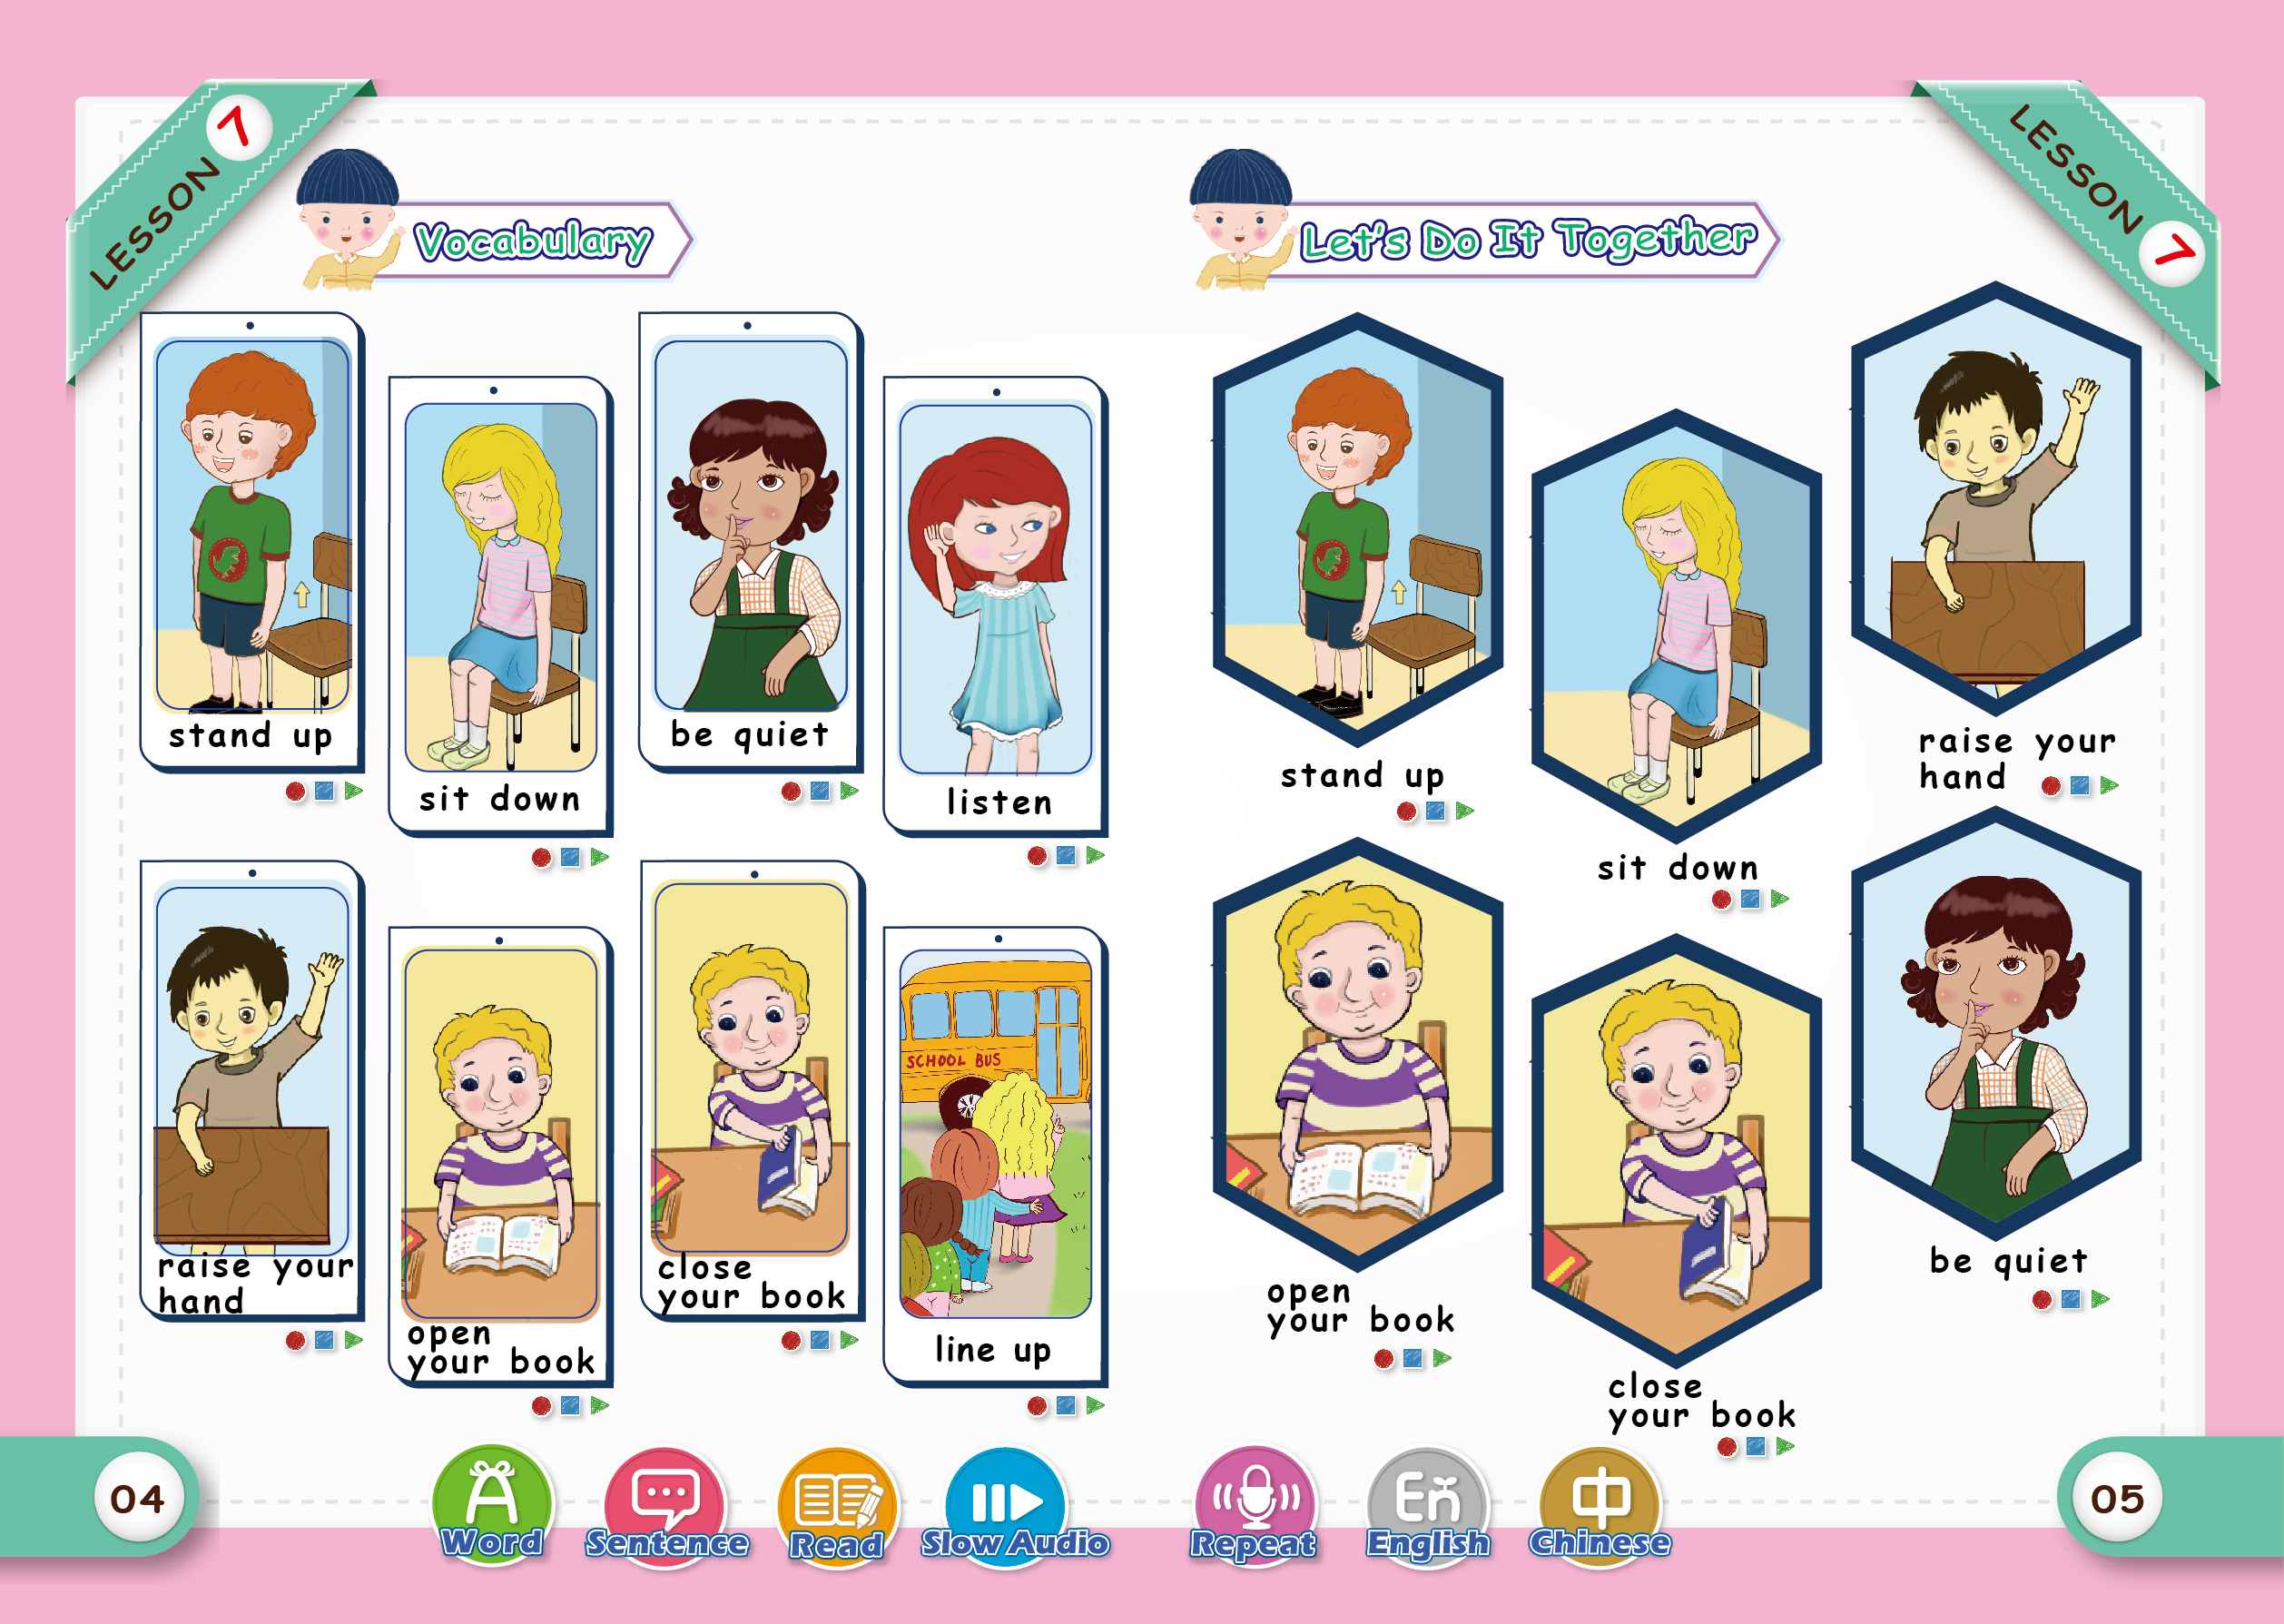 LESSON 7
Vocabulary
stand up
sit down
be quiet
listen
raise your
hand
open
your book
close
your book
SCHOOL BUS
line up
04
LESSON 7
Let's Do It Together
stand up
sit down
raise your
hand
open
your book
close
your book
be quiet
05
A
Word
Sentence
Read
Slow Audio
Repeat
En
English
中
Chinese